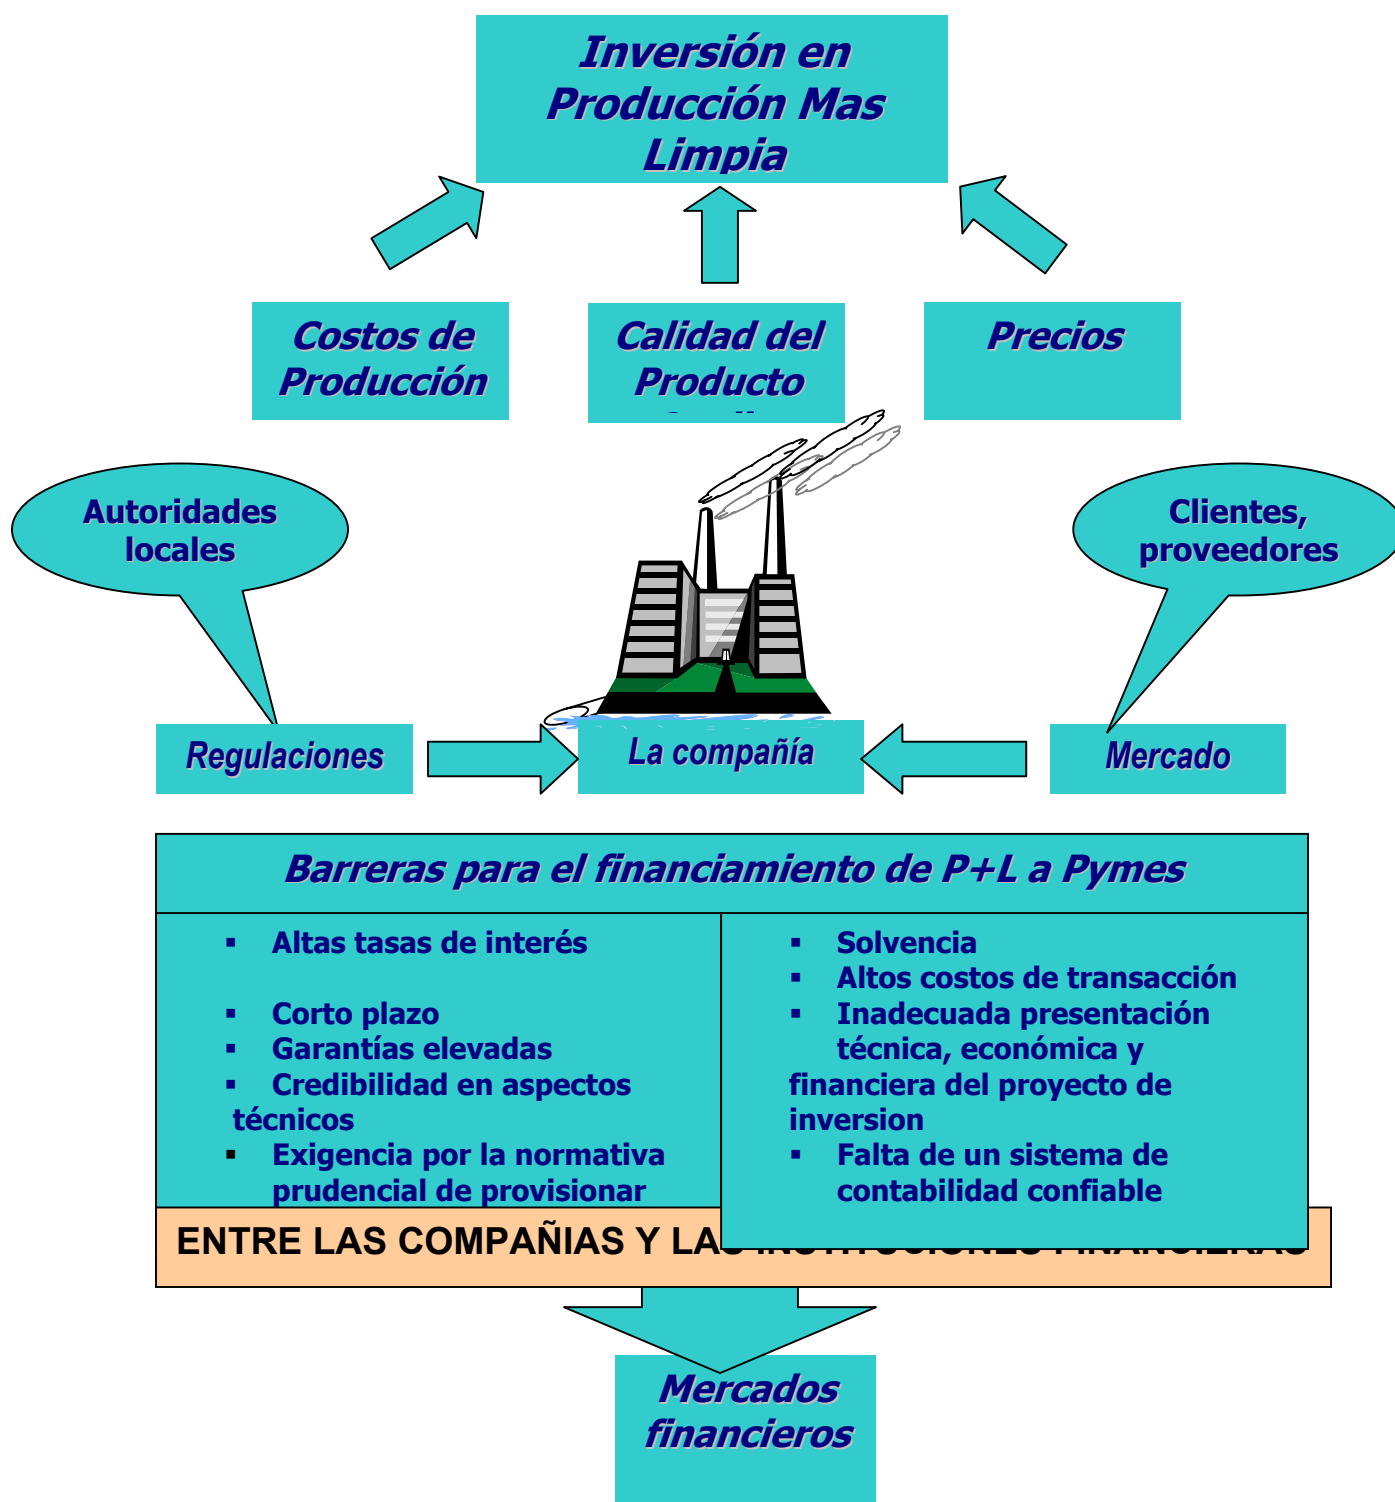 Inversión en
Producción Mas
Limpia
Costos de
Producción
Calidad del
Producto
Precios
Autoridades
locales
Clientes,
proveedores
Regulaciones
La compañía
Mercado
Barreras para el financiamiento de P+L a Pymes
▪ Altas tasas de interés
▪ Corto plazo
▪ Garantías elevadas
▪ Credibilidad en aspectos
técnicos
▪ Exigencia por la normativa
prudencial de provisionar
▪ Solvencia
▪ Altos costos de transacción
▪ Inadecuada presentación
técnica, económica y
financiera del proyecto de
inversion
▪ Falta de un sistema de
contabilidad confiable
ENTRE LAS COMPAÑIAS Y LAS INSTITUCIONES FINANCIERAS
Mercados
financieros